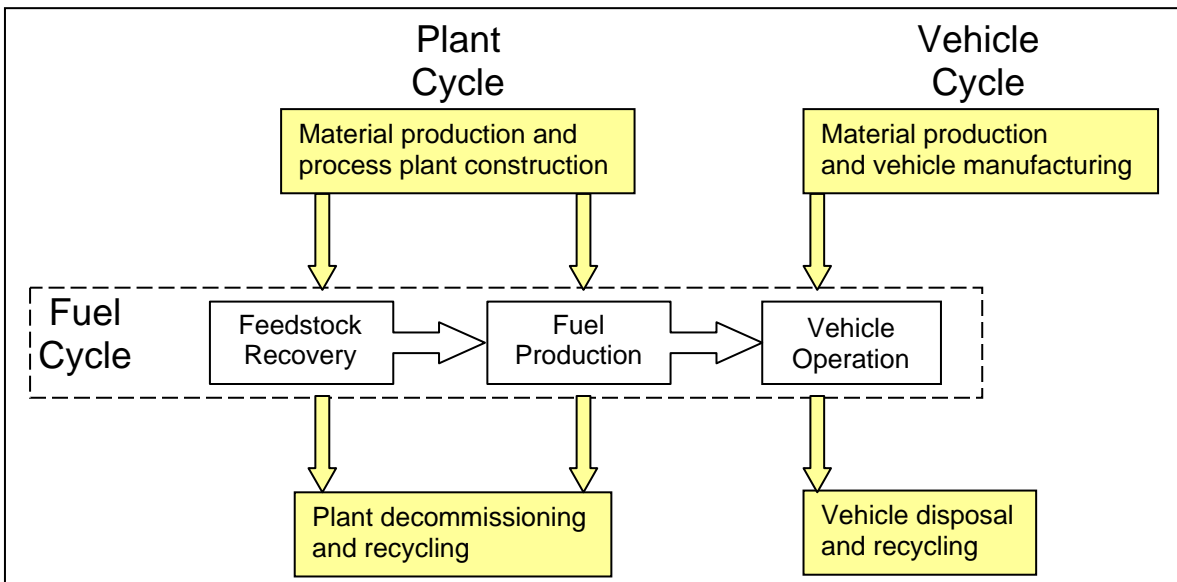 Plant
Cycle
Vehicle
Cycle
Material production and
process plant construction
Material production
and vehicle manufacturing
Fuel
Cycle
Feedstock
Recovery
Fuel
Production
Vehicle
Operation
Plant decommissioning
and recycling
Vehicle disposal
and recycling